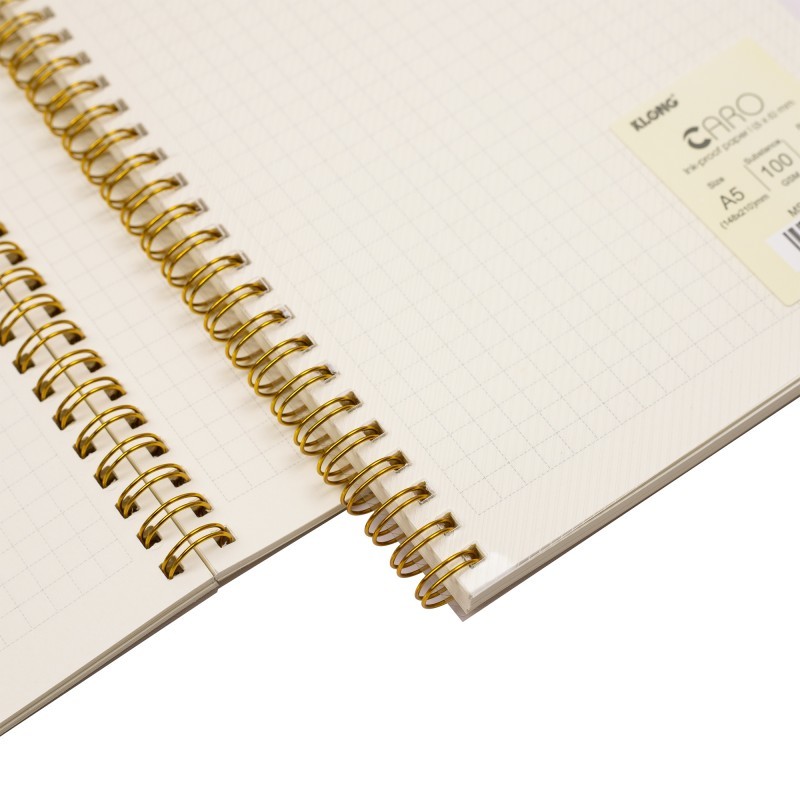 KLONG
CARO
Ink-proof paper | (5 x 5) mm
Size
A5
(148x210)mm
Substance
100
GSM